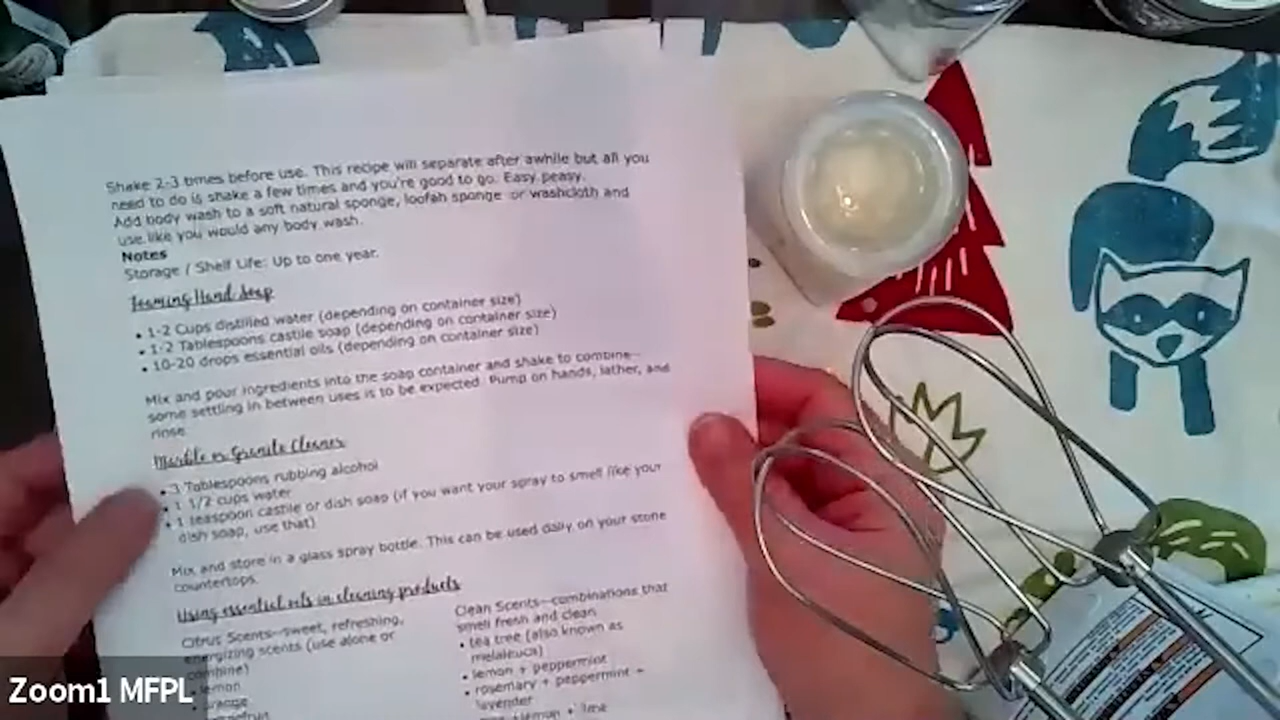 Shake 2-3 times before use. This recipe will separate after awhile but all you
need to do is shake a few times and you're good to go. Easy peasy.
Add body wash to a soft natural sponge, loofah sponge or washcloth and
use like you would any body wash.
Notes
Storage / Shelf Life: Up to one year.
Foaming Hand Soap
• 1-2 Cups distilled water (depending on container size)
• 1-2 Tablespoons castile soap (depending on container size)
• 10-20 drops essential oils (depending on container size)
Mix and pour ingredients into the soap container and shake to combine--
some settling in between uses is to be expected. Pump on hands, lather, and
rinse.
Marble or Granite Cleaner
• 3 Tablespoons rubbing alcohol
• 1 1/2 cups water
• 1 teaspoon castile or dish soap (if you want your spray to smell like your
dish soap, use that)
Mix and store in a glass spray bottle. This can be used daily on your stone
countertops.
Using essential oils in cleaning products
Citrus Scents--sweet, refreshing,
energizing scents (use alone or
combine)
• lemon
orange
grapefruit
Clean Scents--combinations that
smell fresh and clean
• tea tree (also known as
melaleuca)
• lemon + peppermint
• rosemary + peppermint +
lavender
lemon + lime
Zoom1 MFPL